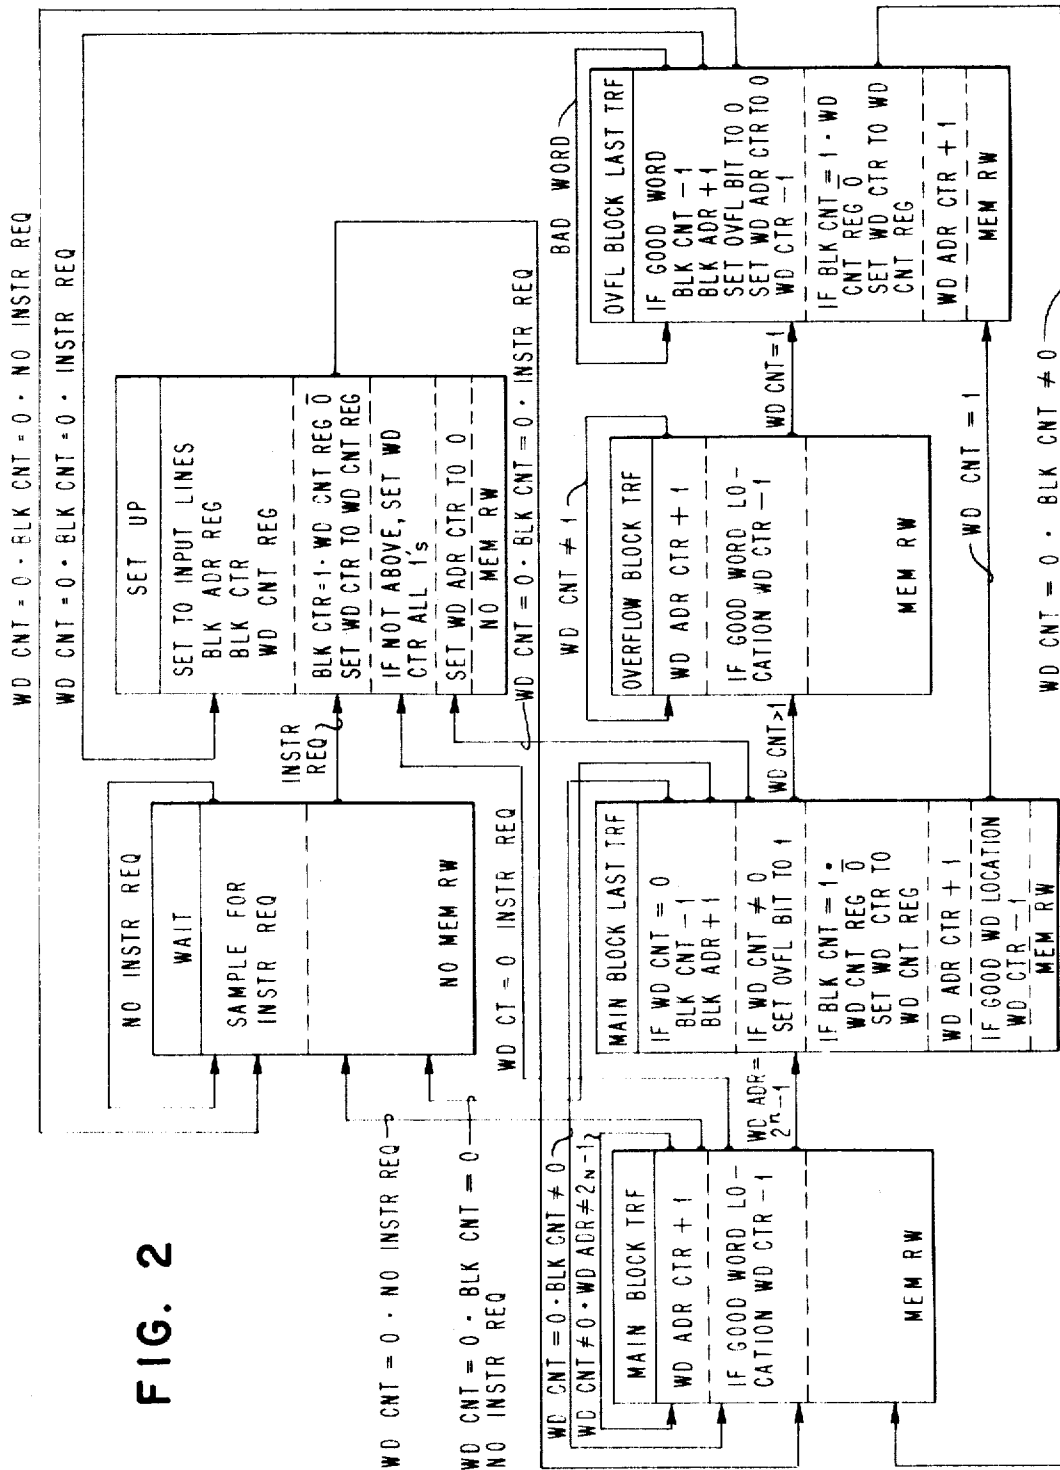 FIG. 2
WD CNT = 0 · BLK CNT = 0 · NO INSTR REQ
WD CNT = 0 · BLK CNT = 0 · INSTR REQ
NO INSTR REQ
WAIT
SAMPLE FOR
INSTR REQ
NO MEM RW
INSTR
REQ
SET UP
SET TO INPUT LINES
BLK ADR REG
BLK CTR
WD CNT REG
BLK CTR=1·WD CNT REG 0̅
SET WD CTR TO WD CNT REG
IF NOT ABOVE, SET WD
CTR ALL 1's
SET WD ADR CTR TO 0
NO MEM RW
WD CNT = 0 · NO INSTR REQ
WD CNT = 0 · BLK CNT = 0
NO INSTR REQ
WD CT = 0 INSTR REQ
WD CNT = 0 · BLK CNT = 0 · INSTR REQ
WD CNT=0·BLK CNT ≠ 0
WD CNT≠0·WD ADR≠2N-1
MAIN BLOCK TRF
WD ADR CTR + 1
IF GOOD WORD LO-
CATION WD CTR -1
MEM RW
WD ADR=
2ⁿ-1
MAIN BLOCK LAST TRF
IF WD CNT = 0
BLK CNT -1
BLK ADR +1
IF WD CNT ≠ 0
SET OVFL BIT TO 1
IF BLK CNT = 1 ·
WD CNT REG 0̅
SET WD CTR TO
WD CNT REG
WD ADR CTR + 1
IF GOOD WD LOCATION
WD CTR -1
MEM RW
WD CNT>1
WD CNT ≠ 1
OVERFLOW BLOCK TRF
WD ADR CTR + 1
IF GOOD WORD LO-
CATION WD CTR -1
MEM RW
WD CNT=1
WD CNT = 1
BAD WORD
OVFL BLOCK LAST TRF
IF GOOD WORD
BLK CNT -1
BLK ADR +1
SET OVFL BIT TO 0
SET WD ADR CTR TO 0
WD CTR -1
IF BLK CNT = 1 · WD
CNT REG 0̅
SET WD CTR TO WD
CNT REG
WD ADR CTR + 1
MEM RW
WD CNT = 0 · BLK CNT ≠ 0